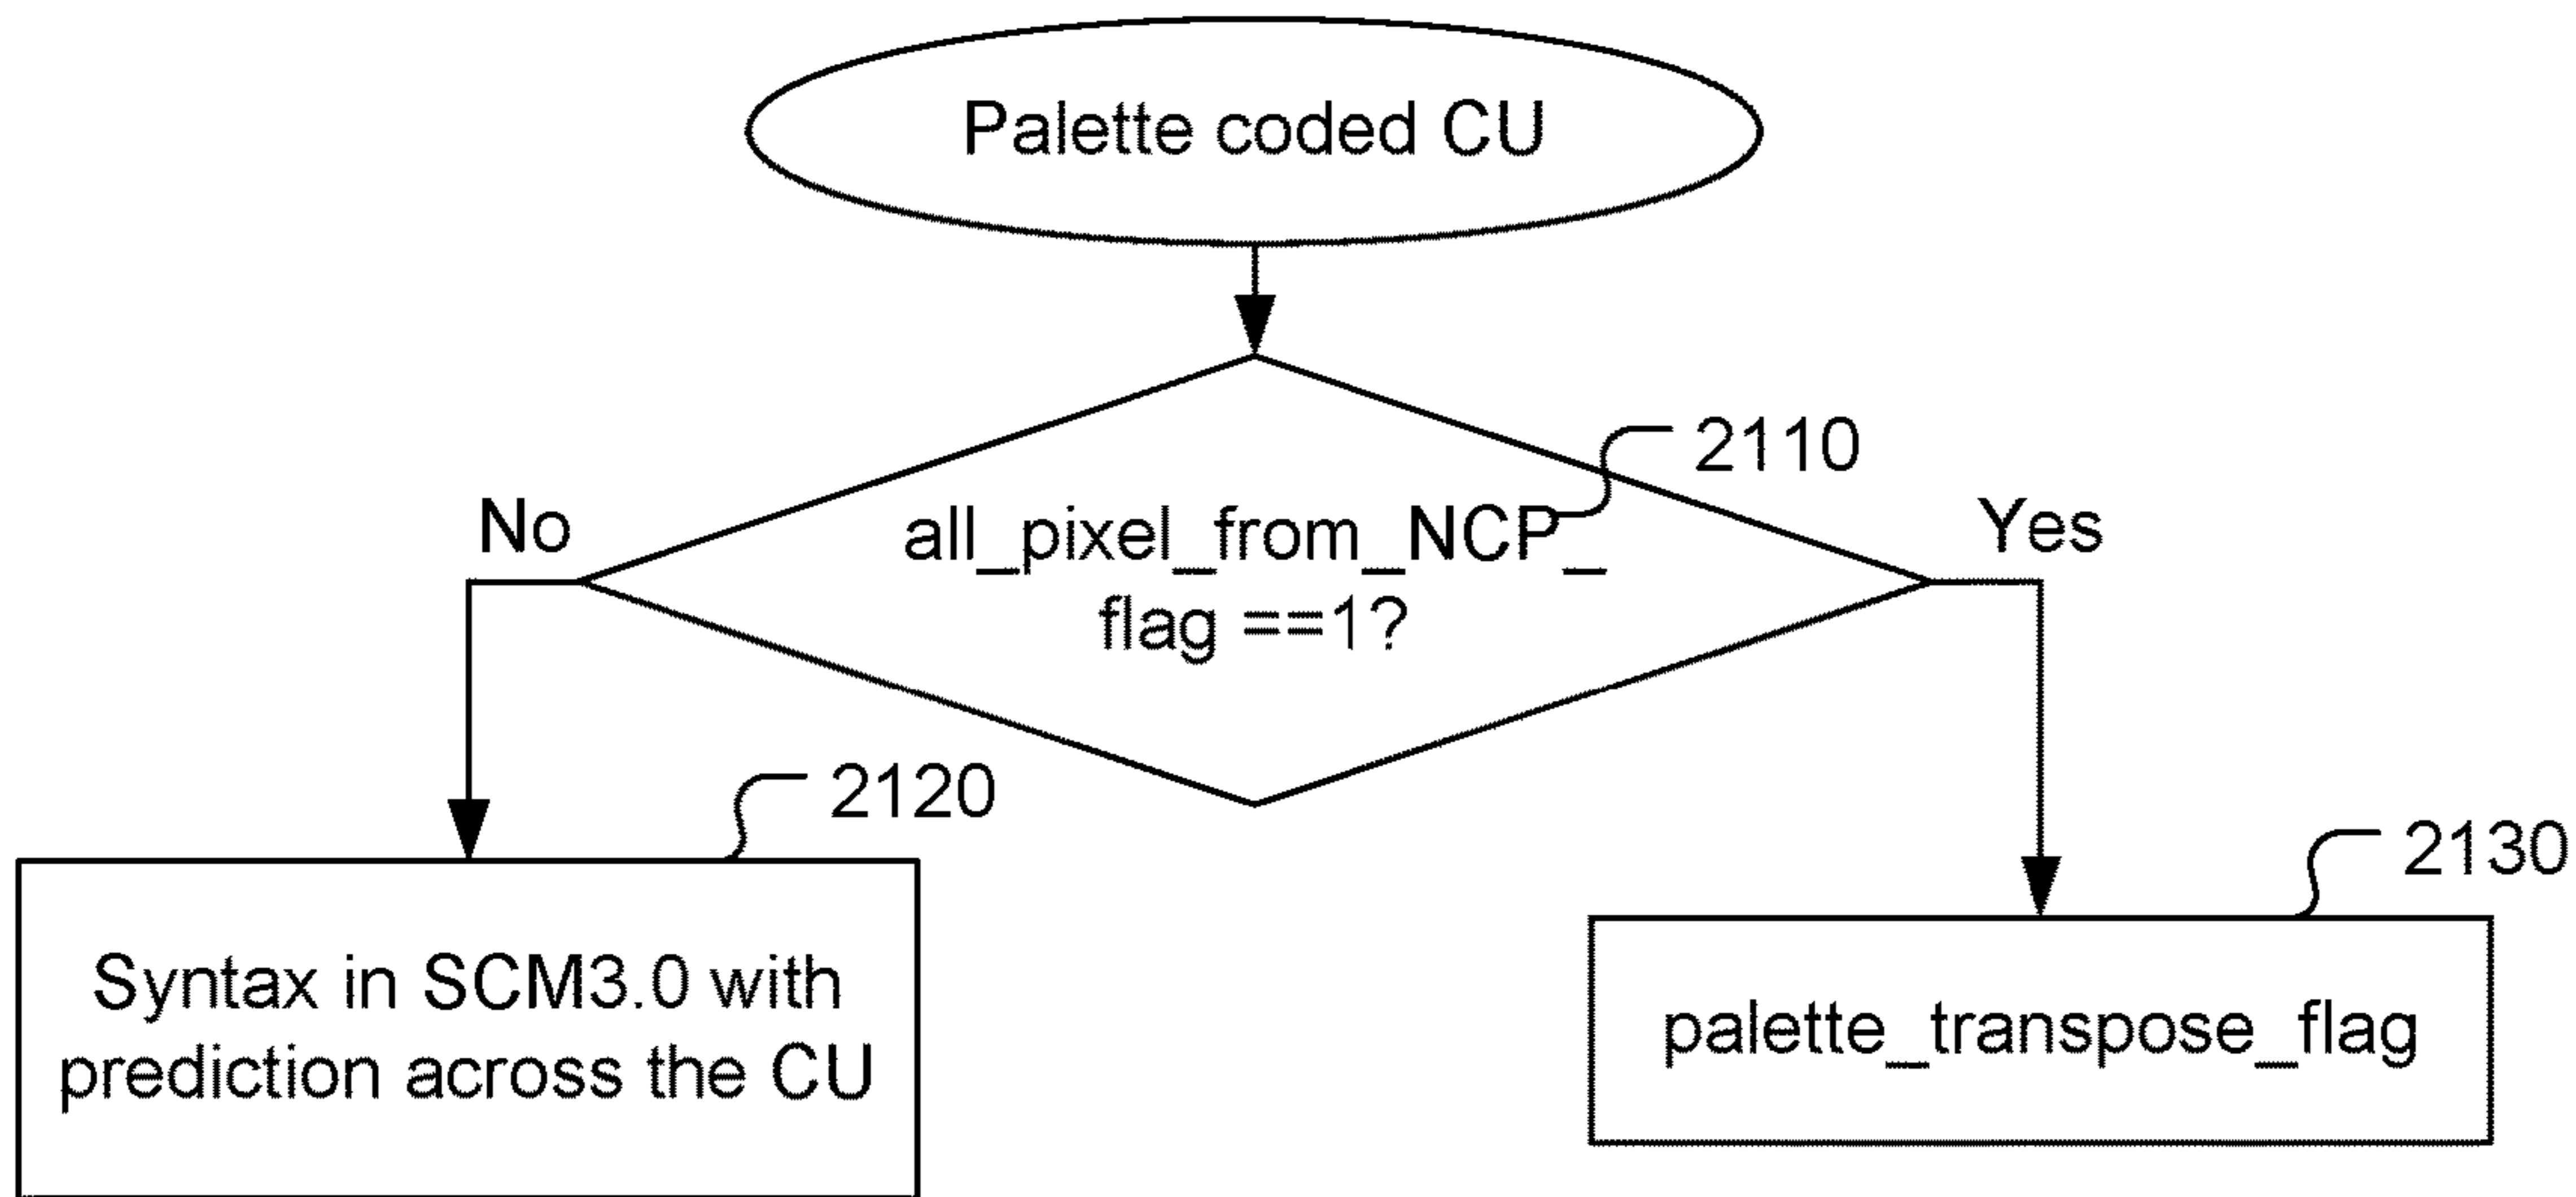 Palette coded CU
2110
No
all_pixel_from_NCP_
Yes
flag ==1?
2120
2130
Syntax in SCM3.0 with
prediction across the CU
palette_transpose_flag